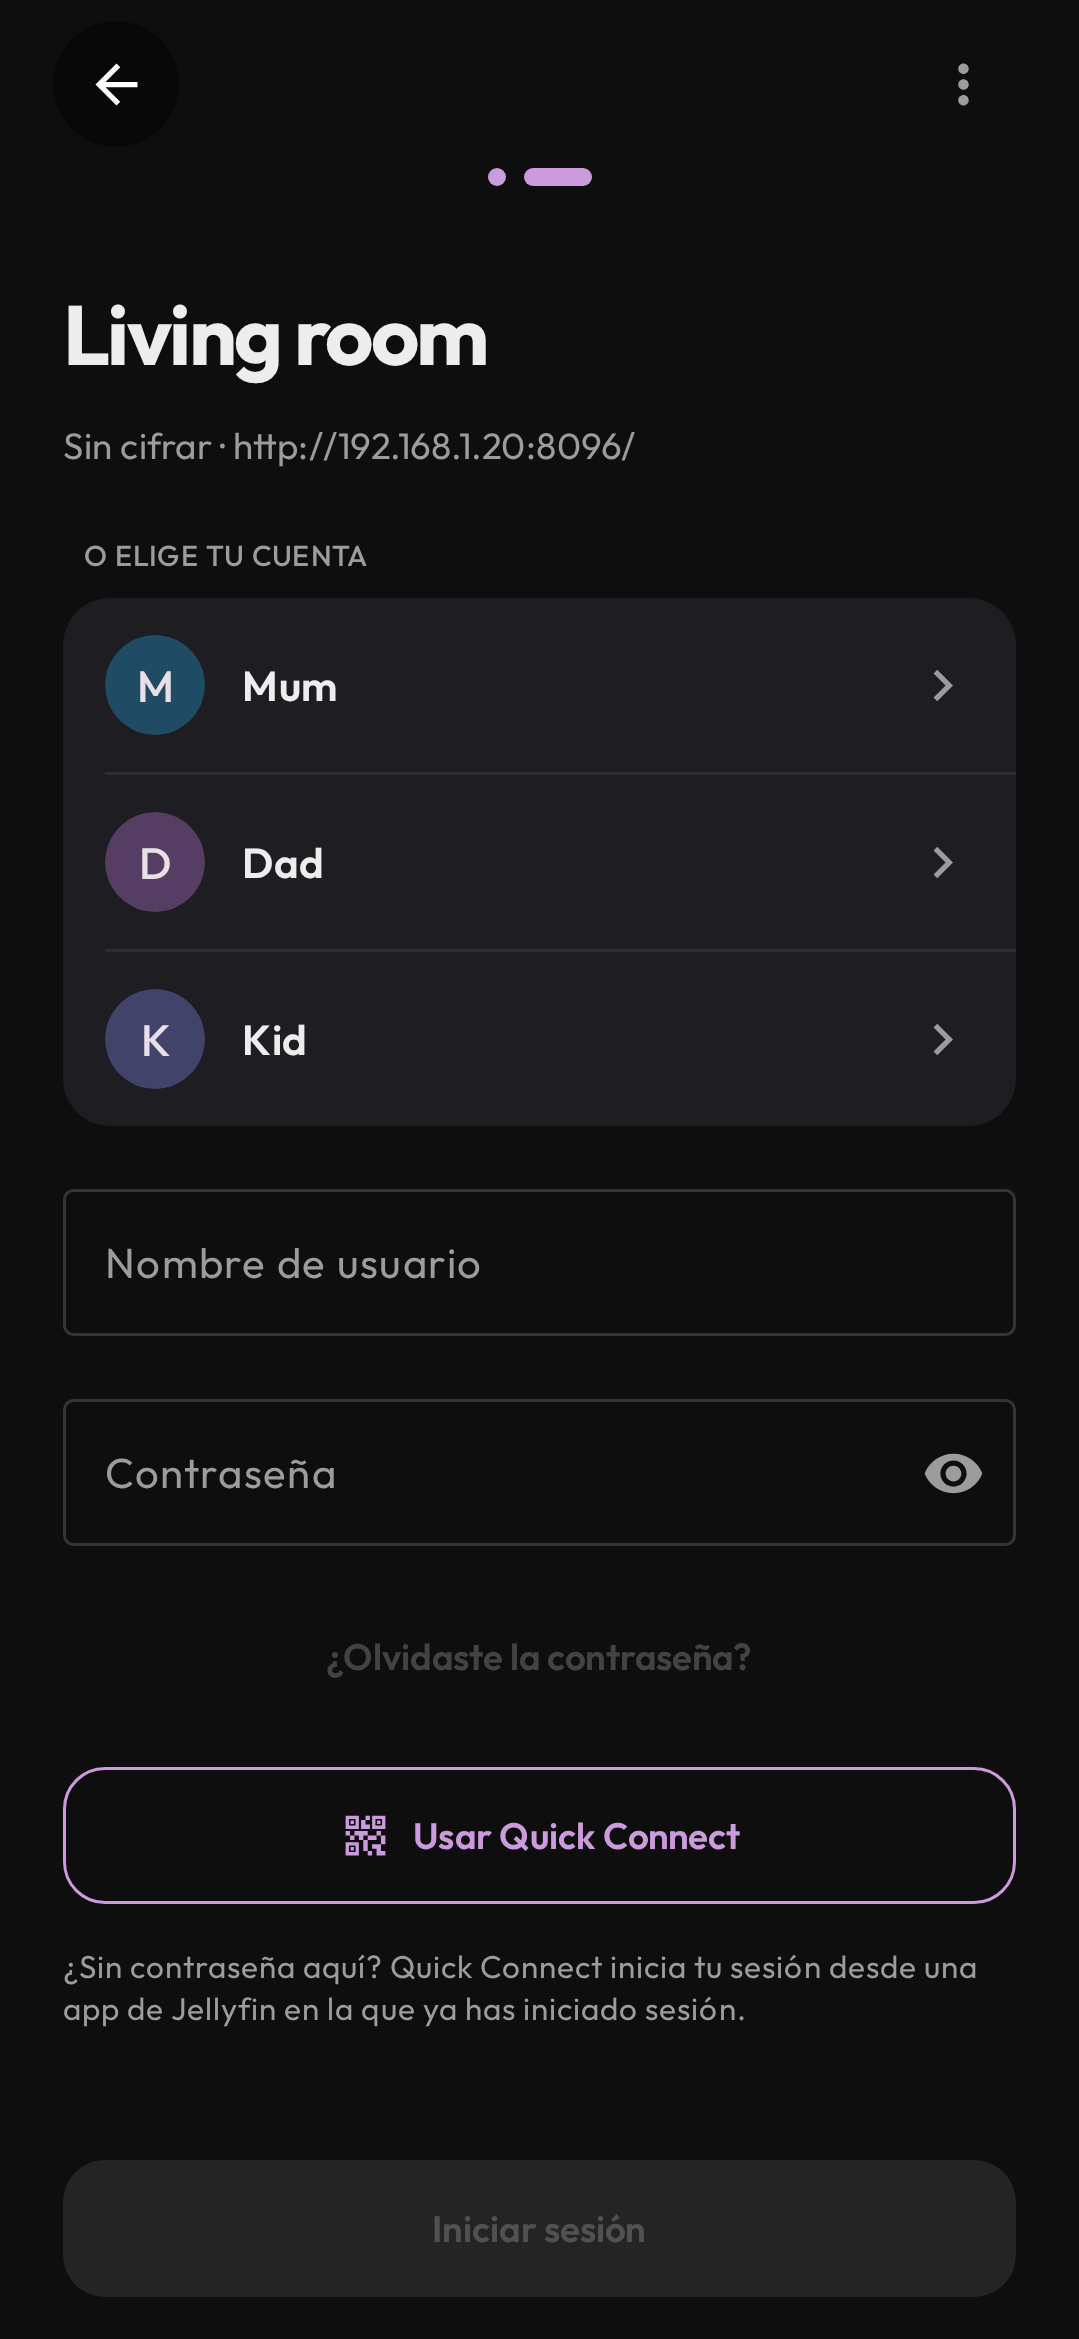 Living room
Sin cifrar · http://192.168.1.20:8096/
O ELIGE TU CUENTA
M Mum
D Dad
K Kid
Nombre de usuario
Contraseña
¿Olvidaste la contraseña?
Usar Quick Connect
¿Sin contraseña aquí? Quick Connect inicia tu sesión desde una
app de Jellyfin en la que ya has iniciado sesión.
Iniciar sesión